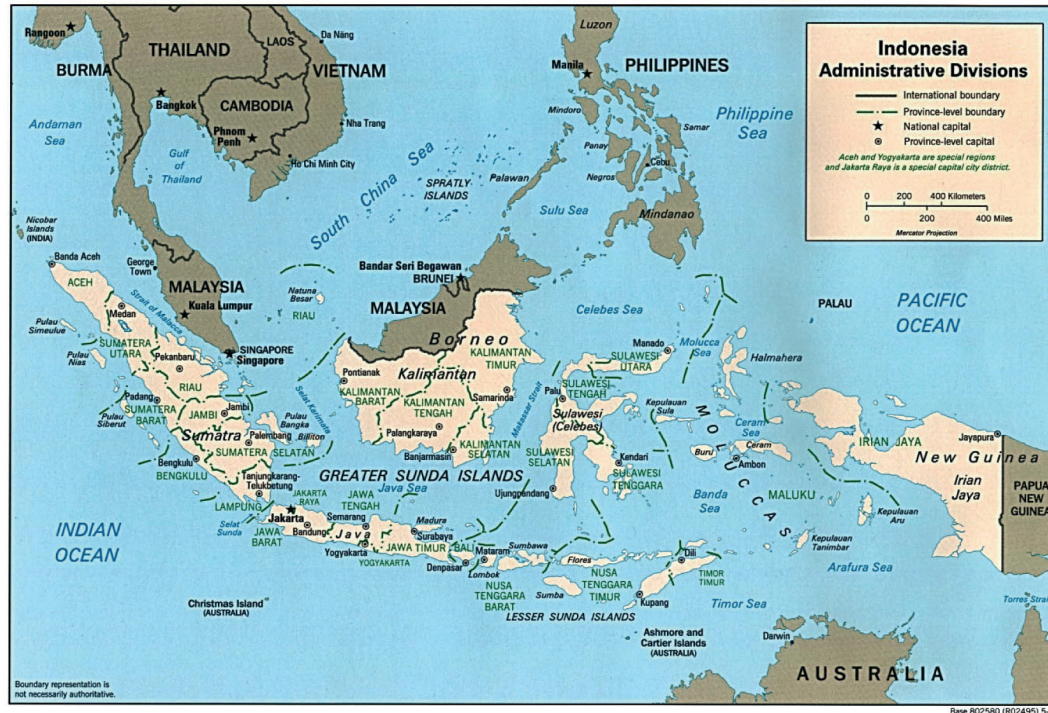 Indonesia
Administrative Divisions
International boundary
Province-level boundary
National capital
Province-level capital
Aceh and Yogyakarta are special regions
and Jakarta Raya is a special capital city district.
0 200 400 Kilometers
0 200 400 Miles
Mercator Projection
Rangoon
THAILAND
LAOS
Da Nãng
BURMA
VIETNAM
Bangkok
CAMBODIA
Phnom
Penh
Nha Trang
Ho Chi Minh City
Andaman
Sea
Gulf
of
Thailand
South China Sea
SPRATLY
ISLANDS
Luzon
Manila
PHILIPPINES
Mindoro
Samar
Panay
Cebu
Negros
Palawan
Mindanao
Philippine
Sea
Sulu Sea
Nicobar
Islands
(INDIA)
Banda Aceh
George
Town
MALAYSIA
Kuala Lumpur
Strait of Malacca
ACEH
Medan
Pulau
Simeulue
SUMATERA
UTARA
Pulau
Nias
Pekanbaru
SINGAPORE
Singapore
Natuna
Besar
RIAU
Bandar Seri Begawan
BRUNEI
MALAYSIA
Celebes Sea
PALAU
PACIFIC
OCEAN
Borneo
KALIMANTAN
TIMUR
Kalimantan
Pontianak
KALIMANTAN
BARAT
KALIMANTAN
TENGAH
Samarinda
Palangkaraya
KALIMANTAN
SELATAN
Banjarmasin
Makassar Strait
Manado
SULAWESI
UTARA
Molucca
Sea
Halmahera
SULAWESI
TENGAH
Palu
Sulawesi
(Celebes)
Kepulauan
Sula
SULAWESI
SELATAN
Kendari
SULAWESI
TENGGARA
Ujungpandang
MOLUCCAS
Ceram
Sea
Buru
Ceram
Ambon
Banda
Sea
MALUKU
IRIAN JAYA
Jayapura
New Guinea
Irian
Jaya
PAPUA
NEW
GUINEA
Kepulauan
Aru
Kepulauan
Tanimbar
Arafura Sea
RIAU
Padang
SUMATERA
BARAT
Pulau
Siberut
JAMBI
Jambi
Selat Karimata
Pulau
Bangka
Billiton
Sumatra
Palembang
SUMATERA SELATAN
Bengkulu
BENGKULU
Tanjungkarang-
Telukbetung
LAMPUNG
GREATER SUNDA ISLANDS
Java Sea
JAKARTA
RAYA
JAWA
TENGAH
Jakarta
Selat
Sunda
JAWA
BARAT
Bandung
Semarang
Java
Madura
Surabaya
Yogyakarta
YOGYAKARTA
JAWA TIMUR
BALI
Denpasar
Mataram
Lombok
Sumbawa
NUSA
TENGGARA
BARAT
Flores
Sumba
NUSA
TENGGARA
TIMUR
Dili
TIMOR
TIMUR
Kupang
LESSER SUNDA ISLANDS
Timor Sea
INDIAN
OCEAN
Christmas Island
(AUSTRALIA)
Ashmore and
Cartier Islands
(AUSTRALIA)
Darwin
AUSTRALIA
Torres Strait
Boundary representation is
not necessarily authoritative.
Base 802580 (R02495) 5-